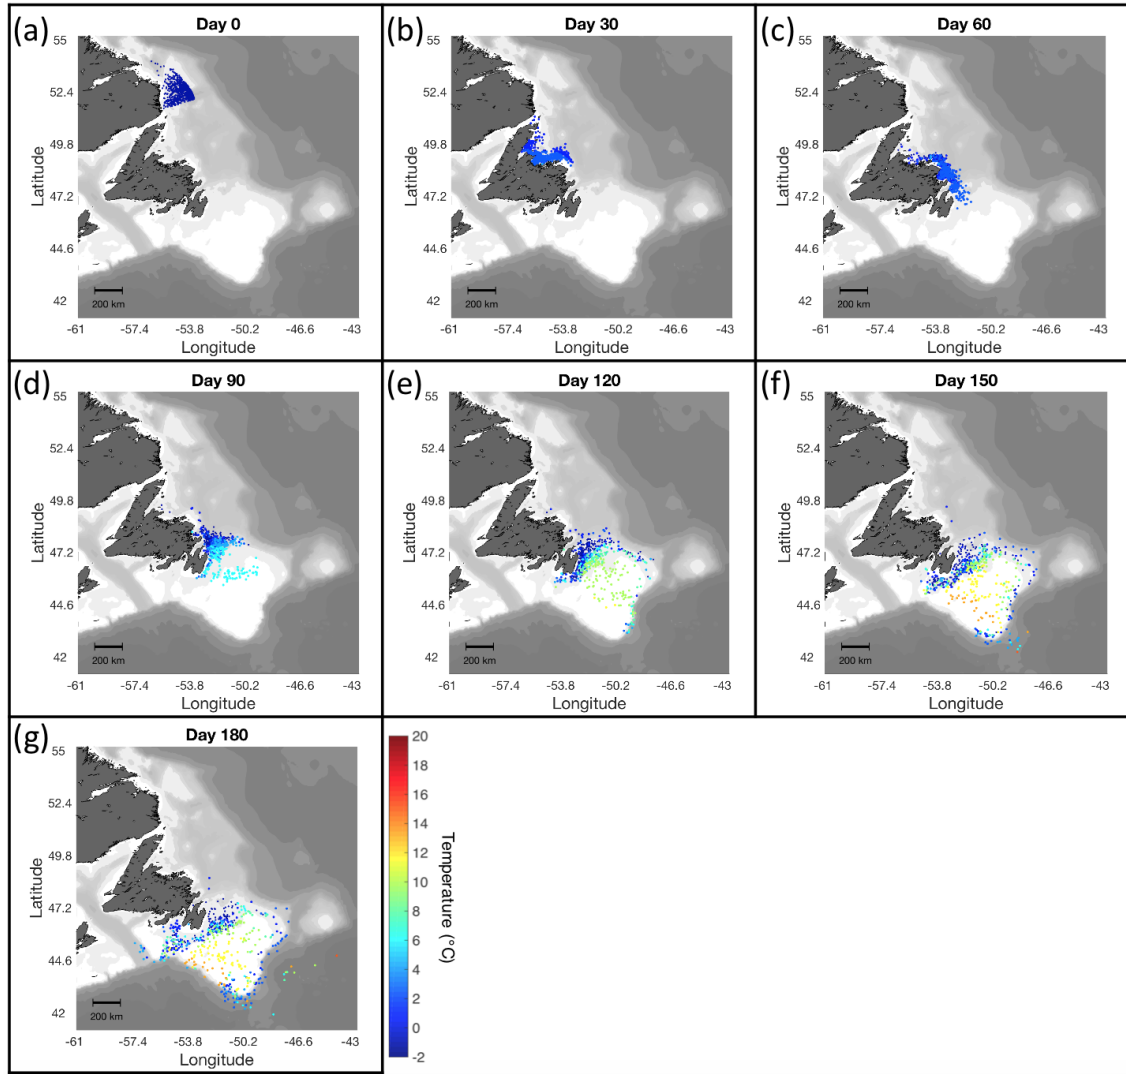 (a)
Day 0
55
52.4
49.8
47.2
44.6
42
Latitude
200 km
-61 -57.4 -53.8 -50.2 -46.6 -43
Longitude
(b)
Day 30
55
52.4
49.8
47.2
44.6
42
Latitude
200 km
-61 -57.4 -53.8 -50.2 -46.6 -43
Longitude
(c)
Day 60
55
52.4
49.8
47.2
44.6
42
Latitude
200 km
-61 -57.4 -53.8 -50.2 -46.6 -43
Longitude
(d)
Day 90
55
52.4
49.8
47.2
44.6
42
Latitude
200 km
-61 -57.4 -53.8 -50.2 -46.6 -43
Longitude
(e)
Day 120
55
52.4
49.8
47.2
44.6
42
Latitude
200 km
-61 -57.4 -53.8 -50.2 -46.6 -43
Longitude
(f)
Day 150
55
52.4
49.8
47.2
44.6
42
Latitude
200 km
-61 -57.4 -53.8 -50.2 -46.6 -43
Longitude
(g)
Day 180
55
52.4
49.8
47.2
44.6
42
Latitude
200 km
-61 -57.4 -53.8 -50.2 -46.6 -43
Longitude
20
18
16
14
12
10
8
6
4
2
0
-2
Temperature (°C)